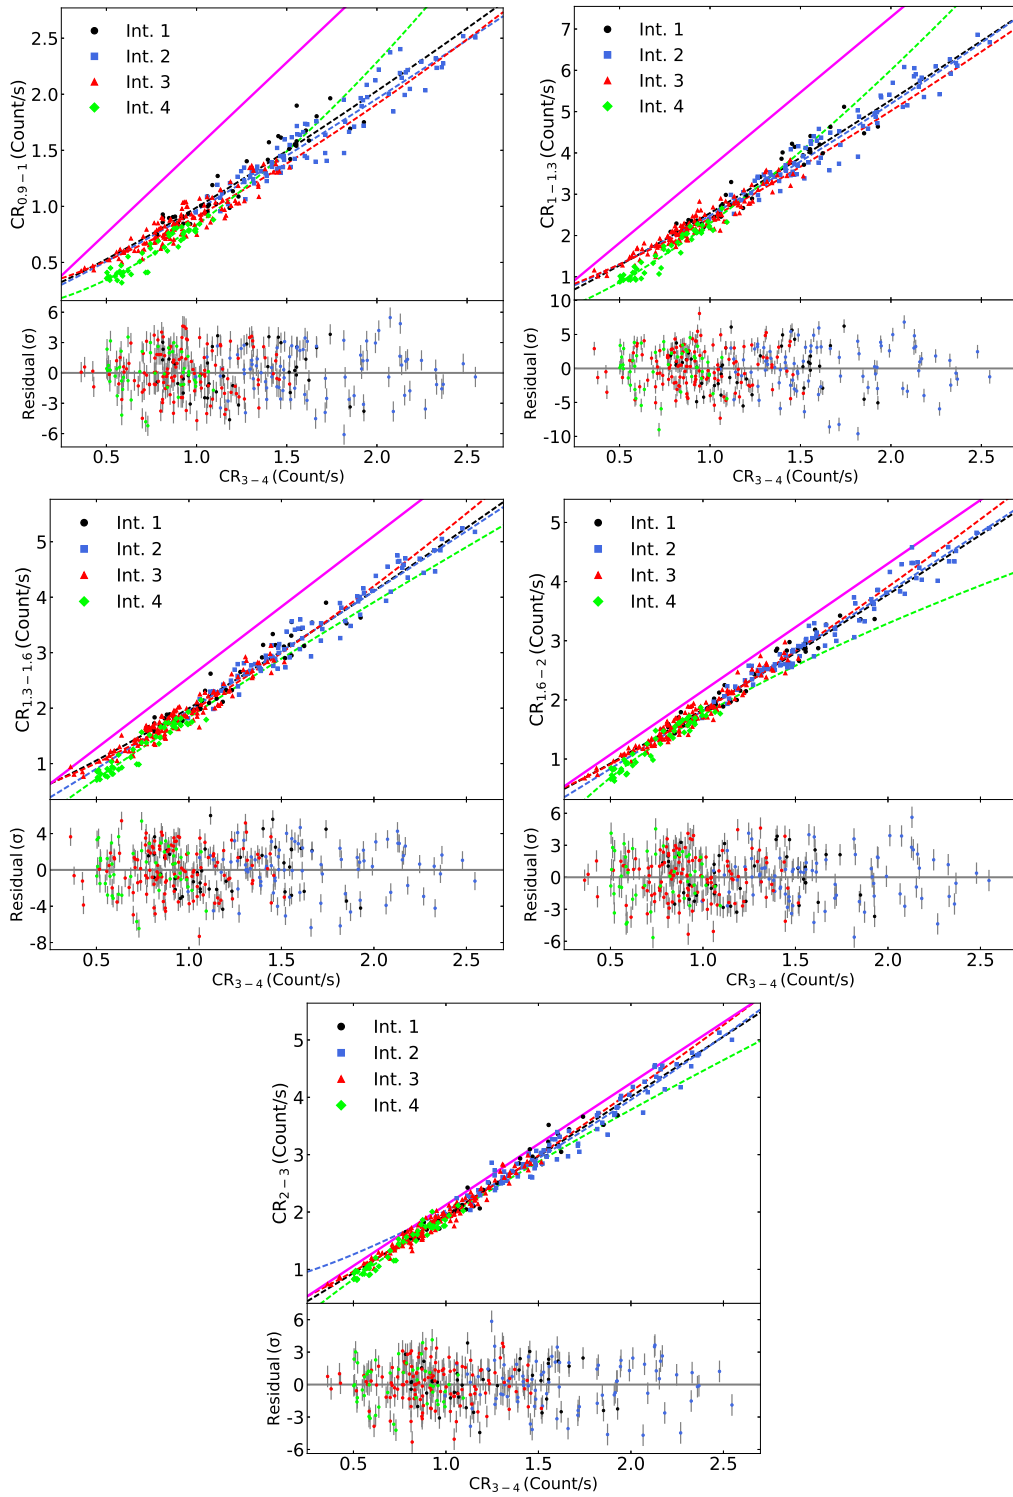 CR0.9−1 (Count/s)
2.5
2.0
1.5
1.0
0.5
Int. 1
Int. 2
Int. 3
Int. 4
Residual (σ)
6
3
0
-3
-6
0.5 1.0 1.5 2.0 2.5
CR3−4 (Count/s)
CR1−1.3 (Count/s)
7
6
5
4
3
2
1
Int. 1
Int. 2
Int. 3
Int. 4
Residual (σ)
10
5
0
-5
-10
0.5 1.0 1.5 2.0 2.5
CR3−4 (Count/s)
CR1.3−1.6 (Count/s)
5
4
3
2
1
Int. 1
Int. 2
Int. 3
Int. 4
Residual (σ)
4
0
-4
-8
0.5 1.0 1.5 2.0 2.5
CR3−4 (Count/s)
CR1.6−2 (Count/s)
5
4
3
2
1
Int. 1
Int. 2
Int. 3
Int. 4
Residual (σ)
6
3
0
-3
-6
0.5 1.0 1.5 2.0 2.5
CR3−4 (Count/s)
CR2−3 (Count/s)
5
4
3
2
1
Int. 1
Int. 2
Int. 3
Int. 4
Residual (σ)
6
3
0
-3
-6
0.5 1.0 1.5 2.0 2.5
CR3−4 (Count/s)